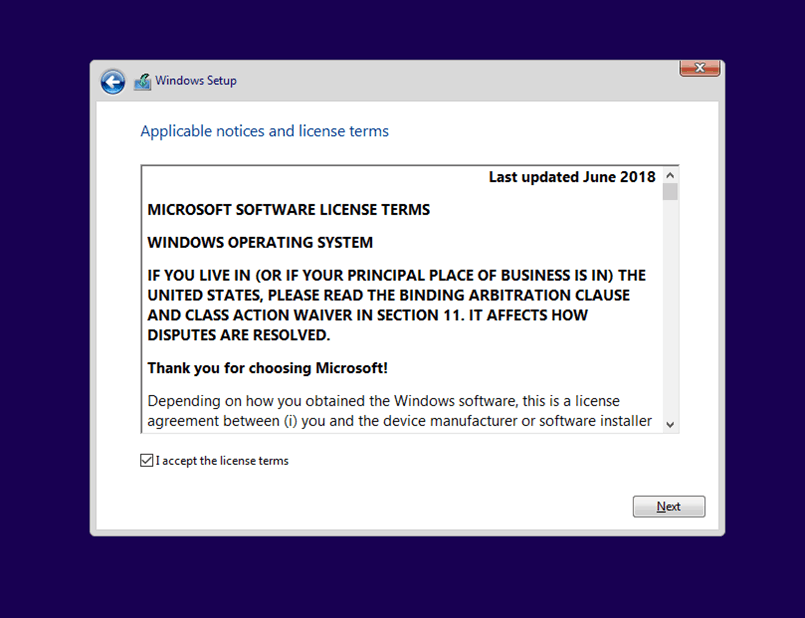 Windows Setup
Applicable notices and license terms
Last updated June 2018
MICROSOFT SOFTWARE LICENSE TERMS
WINDOWS OPERATING SYSTEM
IF YOU LIVE IN (OR IF YOUR PRINCIPAL PLACE OF BUSINESS IS IN) THE
UNITED STATES, PLEASE READ THE BINDING ARBITRATION CLAUSE
AND CLASS ACTION WAIVER IN SECTION 11. IT AFFECTS HOW
DISPUTES ARE RESOLVED.
Thank you for choosing Microsoft!
Depending on how you obtained the Windows software, this is a license
agreement between (i) you and the device manufacturer or software installer
I accept the license terms
Next